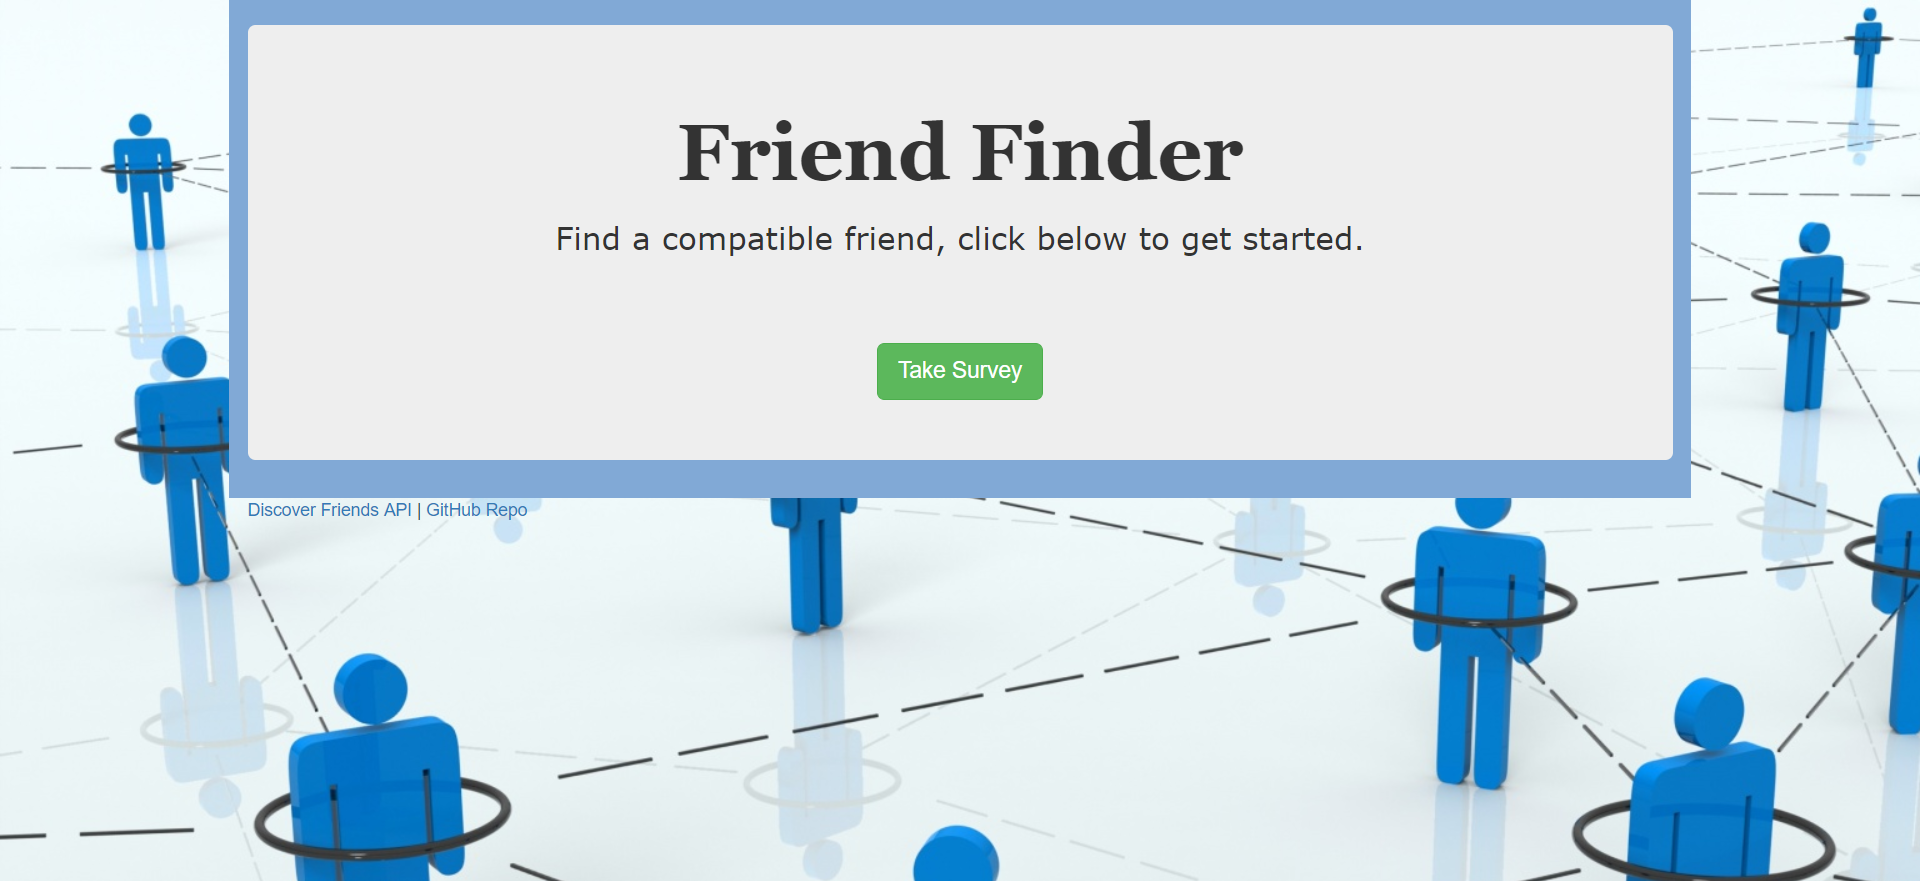 Friend Finder
Find a compatible friend, click below to get started.
Take Survey
Discover Friends API | GitHub Repo